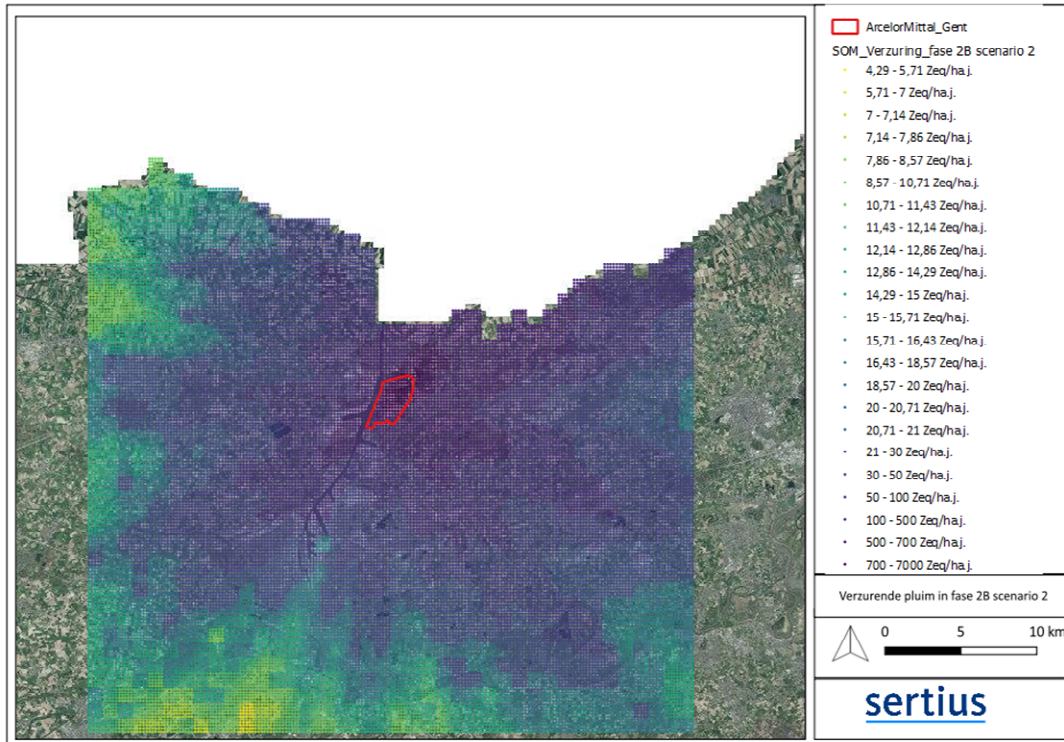 ArcelorMittal_Gent
SOM_Verzuring_fase 2B scenario 2
4,29 - 5,71 Zeq/ha.j.
5,71 - 7 Zeq/ha.j.
7 - 7,14 Zeq/ha.j.
7,14 - 7,86 Zeq/ha.j.
7,86 - 8,57 Zeq/ha.j.
8,57 - 10,71 Zeq/ha.j.
10,71 - 11,43 Zeq/ha.j.
11,43 - 12,14 Zeq/ha.j.
12,14 - 12,86 Zeq/ha.j.
12,86 - 14,29 Zeq/ha.j.
14,29 - 15 Zeq/ha.j.
15 - 15,71 Zeq/ha.j.
15,71 - 16,43 Zeq/ha.j.
16,43 - 18,57 Zeq/ha.j.
18,57 - 20 Zeq/ha.j.
20 - 20,71 Zeq/ha.j.
20,71 - 21 Zeq/ha.j.
21 - 30 Zeq/ha.j.
30 - 50 Zeq/ha.j.
50 - 100 Zeq/ha.j.
100 - 500 Zeq/ha.j.
500 - 700 Zeq/ha.j.
700 - 7000 Zeq/ha.j.
Verzurende pluim in fase 2B scenario 2
0 5 10 km
sertius